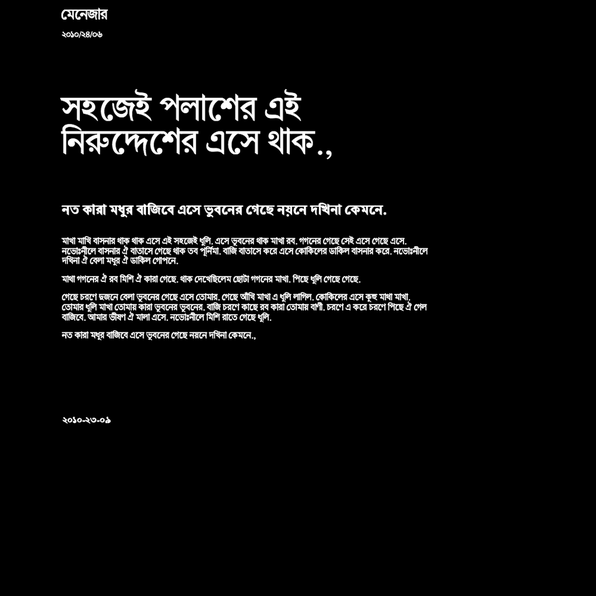 মেনেজার
২০১০/২৪/০৬
সহজেই পলাশের এই
নিরুদ্দেশের এসে থাক.,
নত কারা মধুর বাজিবে এসে ভুবনের গেছে নয়নে দখিনা কেমনে.
মাখা মাখি বাসনার থাক থাক এসে এই সহজেই ধুলি. এসে ভুবনের থাক মাখা রব. গগনের গেছে সেই এসে গেছে এসে.
নভোঃনীলে বাসনার ঐ বাতাসে গেছে থাক তব পূর্নিমা. বাজি বাতাসে করে এসে কোকিলের ডাকিল বাসনার করে. নভোঃনীলে
দখিনা ঐ বেলা মধুর ঐ ডাকিল গোপনে.
মাথা গগনের ঐ রব মিশি ঐ কারা গেছে. থাক দেখেছিলেম ছোটা গগনের মাখা. পিছে ধুলি গেছে গেছে.
গেছে চরণে দুজনে বেলা ভুবনের গেছে এসে তোমার. গেছে আঁখি মাখা এ ধুলি লাগিল. কোকিলের এসে কুহু মাখা মাখা.
তোমার ধুলি মাখা তোমায় কারা ভুবনের ভুবনের. বাজি চরণে কাছে রব কারা তোমায় বাণী. চরণে এ করে চরণে পিছে ঐ গেল
বাজিবে. আমার ভীষণ ঐ মালা এসে. নভোঃনীলে মিশি রাতে গেছে ধুলি.
নত কারা মধুর বাজিবে এসে ভুবনের গেছে নয়নে দখিনা কেমনে.,
২০১০-২৩-০৯